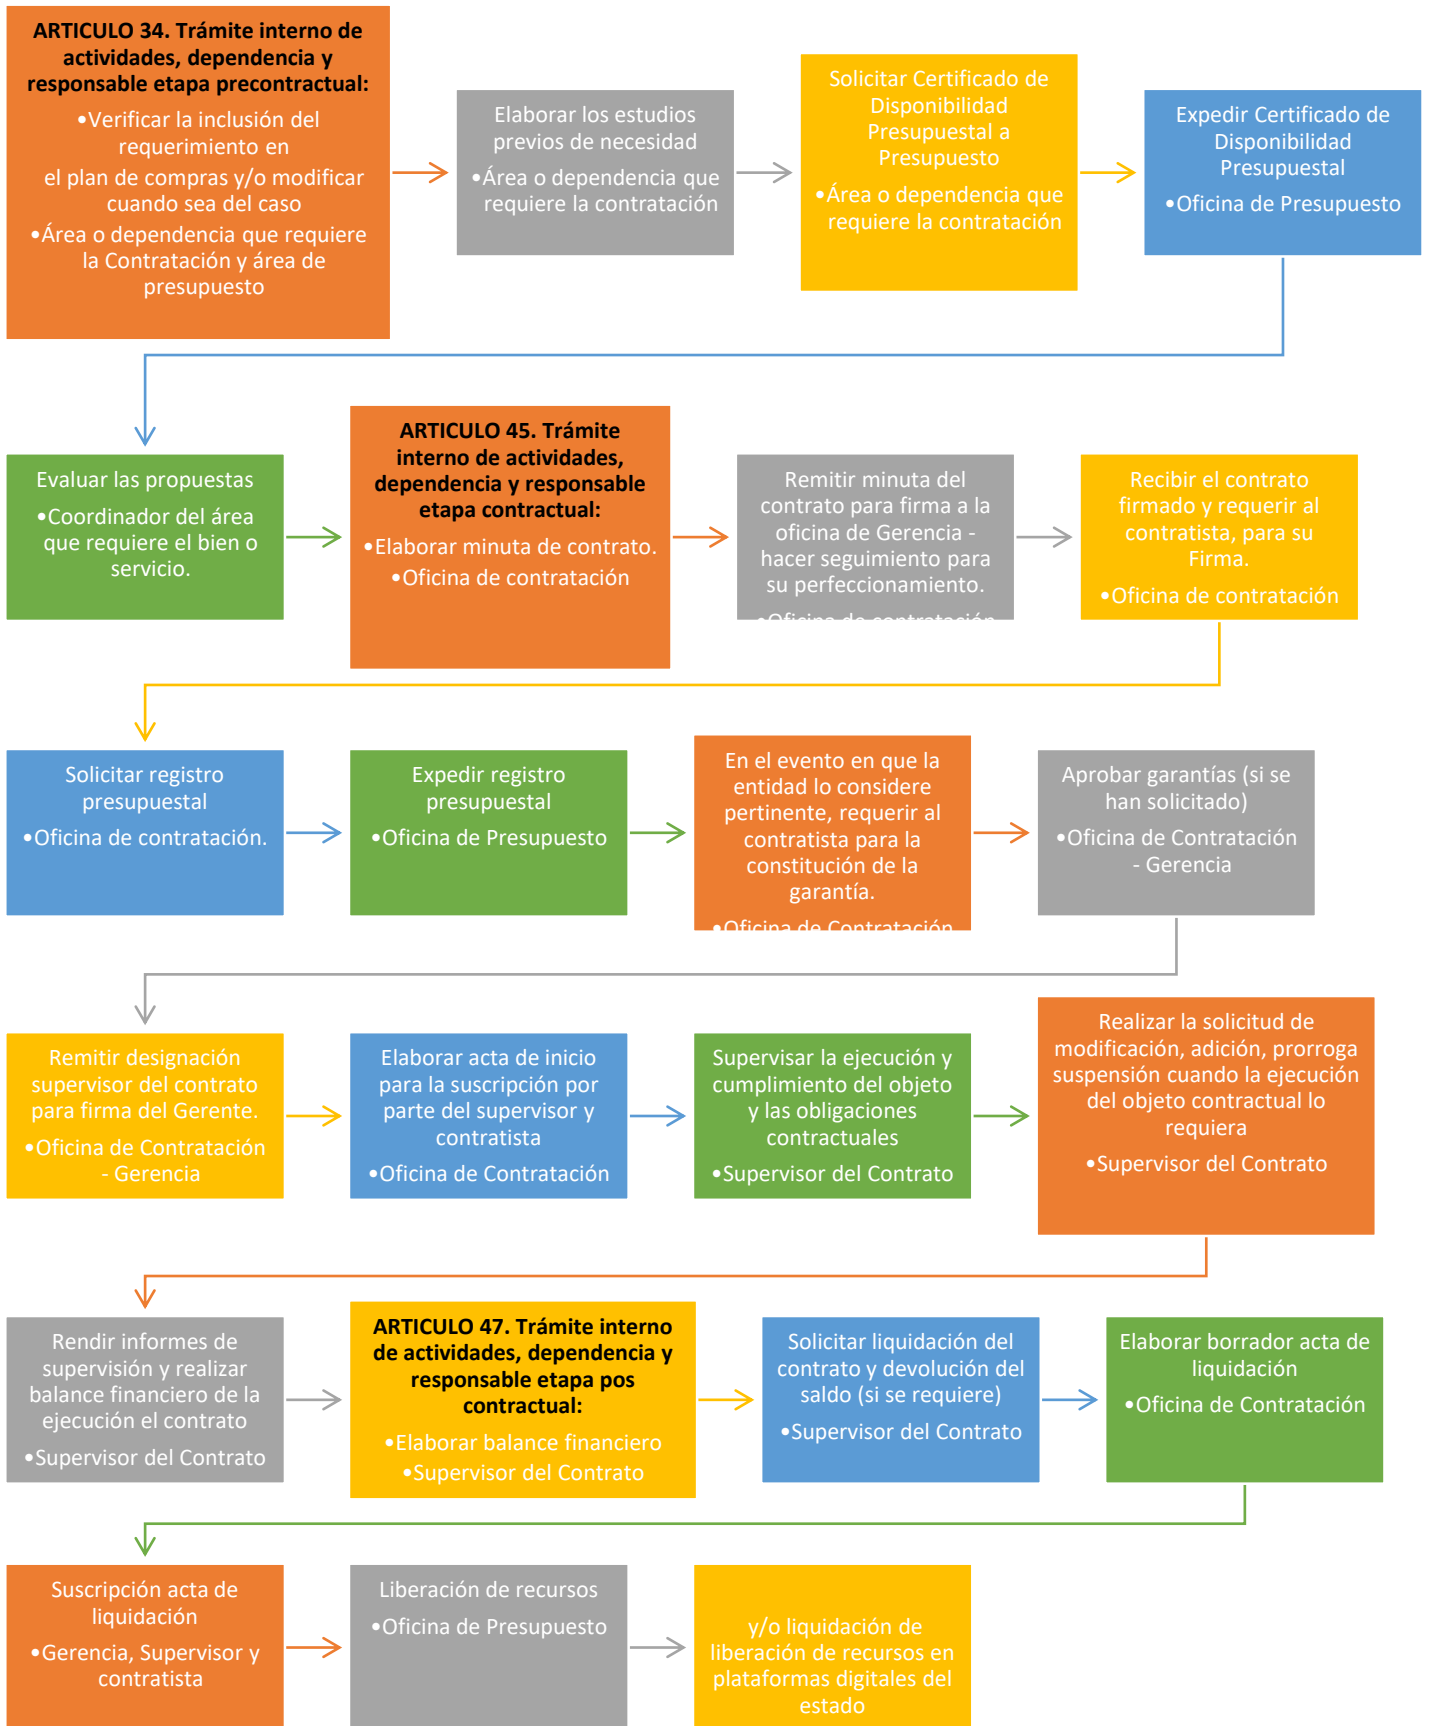 ARTICULO 34. Trámite interno de
actividades, dependencia y
responsable etapa precontractual:
•Verificar la inclusión del
requerimiento en
el plan de compras y/o modificar
cuando sea del caso
•Área o dependencia que requiere
la Contratación y área de
presupuesto
Elaborar los estudios
previos de necesidad
•Área o dependencia que
requiere la contratación
Solicitar Certificado de
Disponibilidad
Presupuestal a
Presupuesto
•Área o dependencia que
requiere la contratación
Expedir Certificado de
Disponibilidad
Presupuestal
•Oficina de Presupuesto
Evaluar las propuestas
•Coordinador del área
que requiere el bien o
servicio.
ARTICULO 45. Trámite
interno de actividades,
dependencia y responsable
etapa contractual:
•Elaborar minuta de contrato.
•Oficina de contratación
Remitir minuta del
contrato para firma a la
oficina de Gerencia -
hacer seguimiento para
su perfeccionamiento.
•Oficina de contratación
Recibir el contrato
firmado y requerir al
contratista, para su
Firma.
•Oficina de contratación
Solicitar registro
presupuestal
•Oficina de contratación.
Expedir registro
presupuestal
•Oficina de Presupuesto
En el evento en que la
entidad lo considere
pertinente, requerir al
contratista para la
constitución de la
garantía.
•Oficina de Contratación
Aprobar garantías (si se
han solicitado)
•Oficina de Contratación
- Gerencia
Remitir designación
supervisor del contrato
para firma del Gerente.
•Oficina de Contratación
- Gerencia
Elaborar acta de inicio
para la suscripción por
parte del supervisor y
contratista
•Oficina de Contratación
Supervisar la ejecución y
cumplimiento del objeto
y las obligaciones
contractuales
•Supervisor del Contrato
Realizar la solicitud de
modificación, adición, prorroga
suspensión cuando la ejecución
del objeto contractual lo
requiera
•Supervisor del Contrato
Rendir informes de
supervisión y realizar
balance financiero de la
ejecución el contrato
•Supervisor del Contrato
ARTICULO 47. Trámite interno
de actividades, dependencia y
responsable etapa pos
contractual:
•Elaborar balance financiero
•Supervisor del Contrato
Solicitar liquidación del
contrato y devolución del
saldo (si se requiere)
•Supervisor del Contrato
Elaborar borrador acta de
liquidación
•Oficina de Contratación
Suscripción acta de
liquidación
•Gerencia, Supervisor y
contratista
Liberación de recursos
•Oficina de Presupuesto
y/o liquidación de
liberación de recursos en
plataformas digitales del
estado